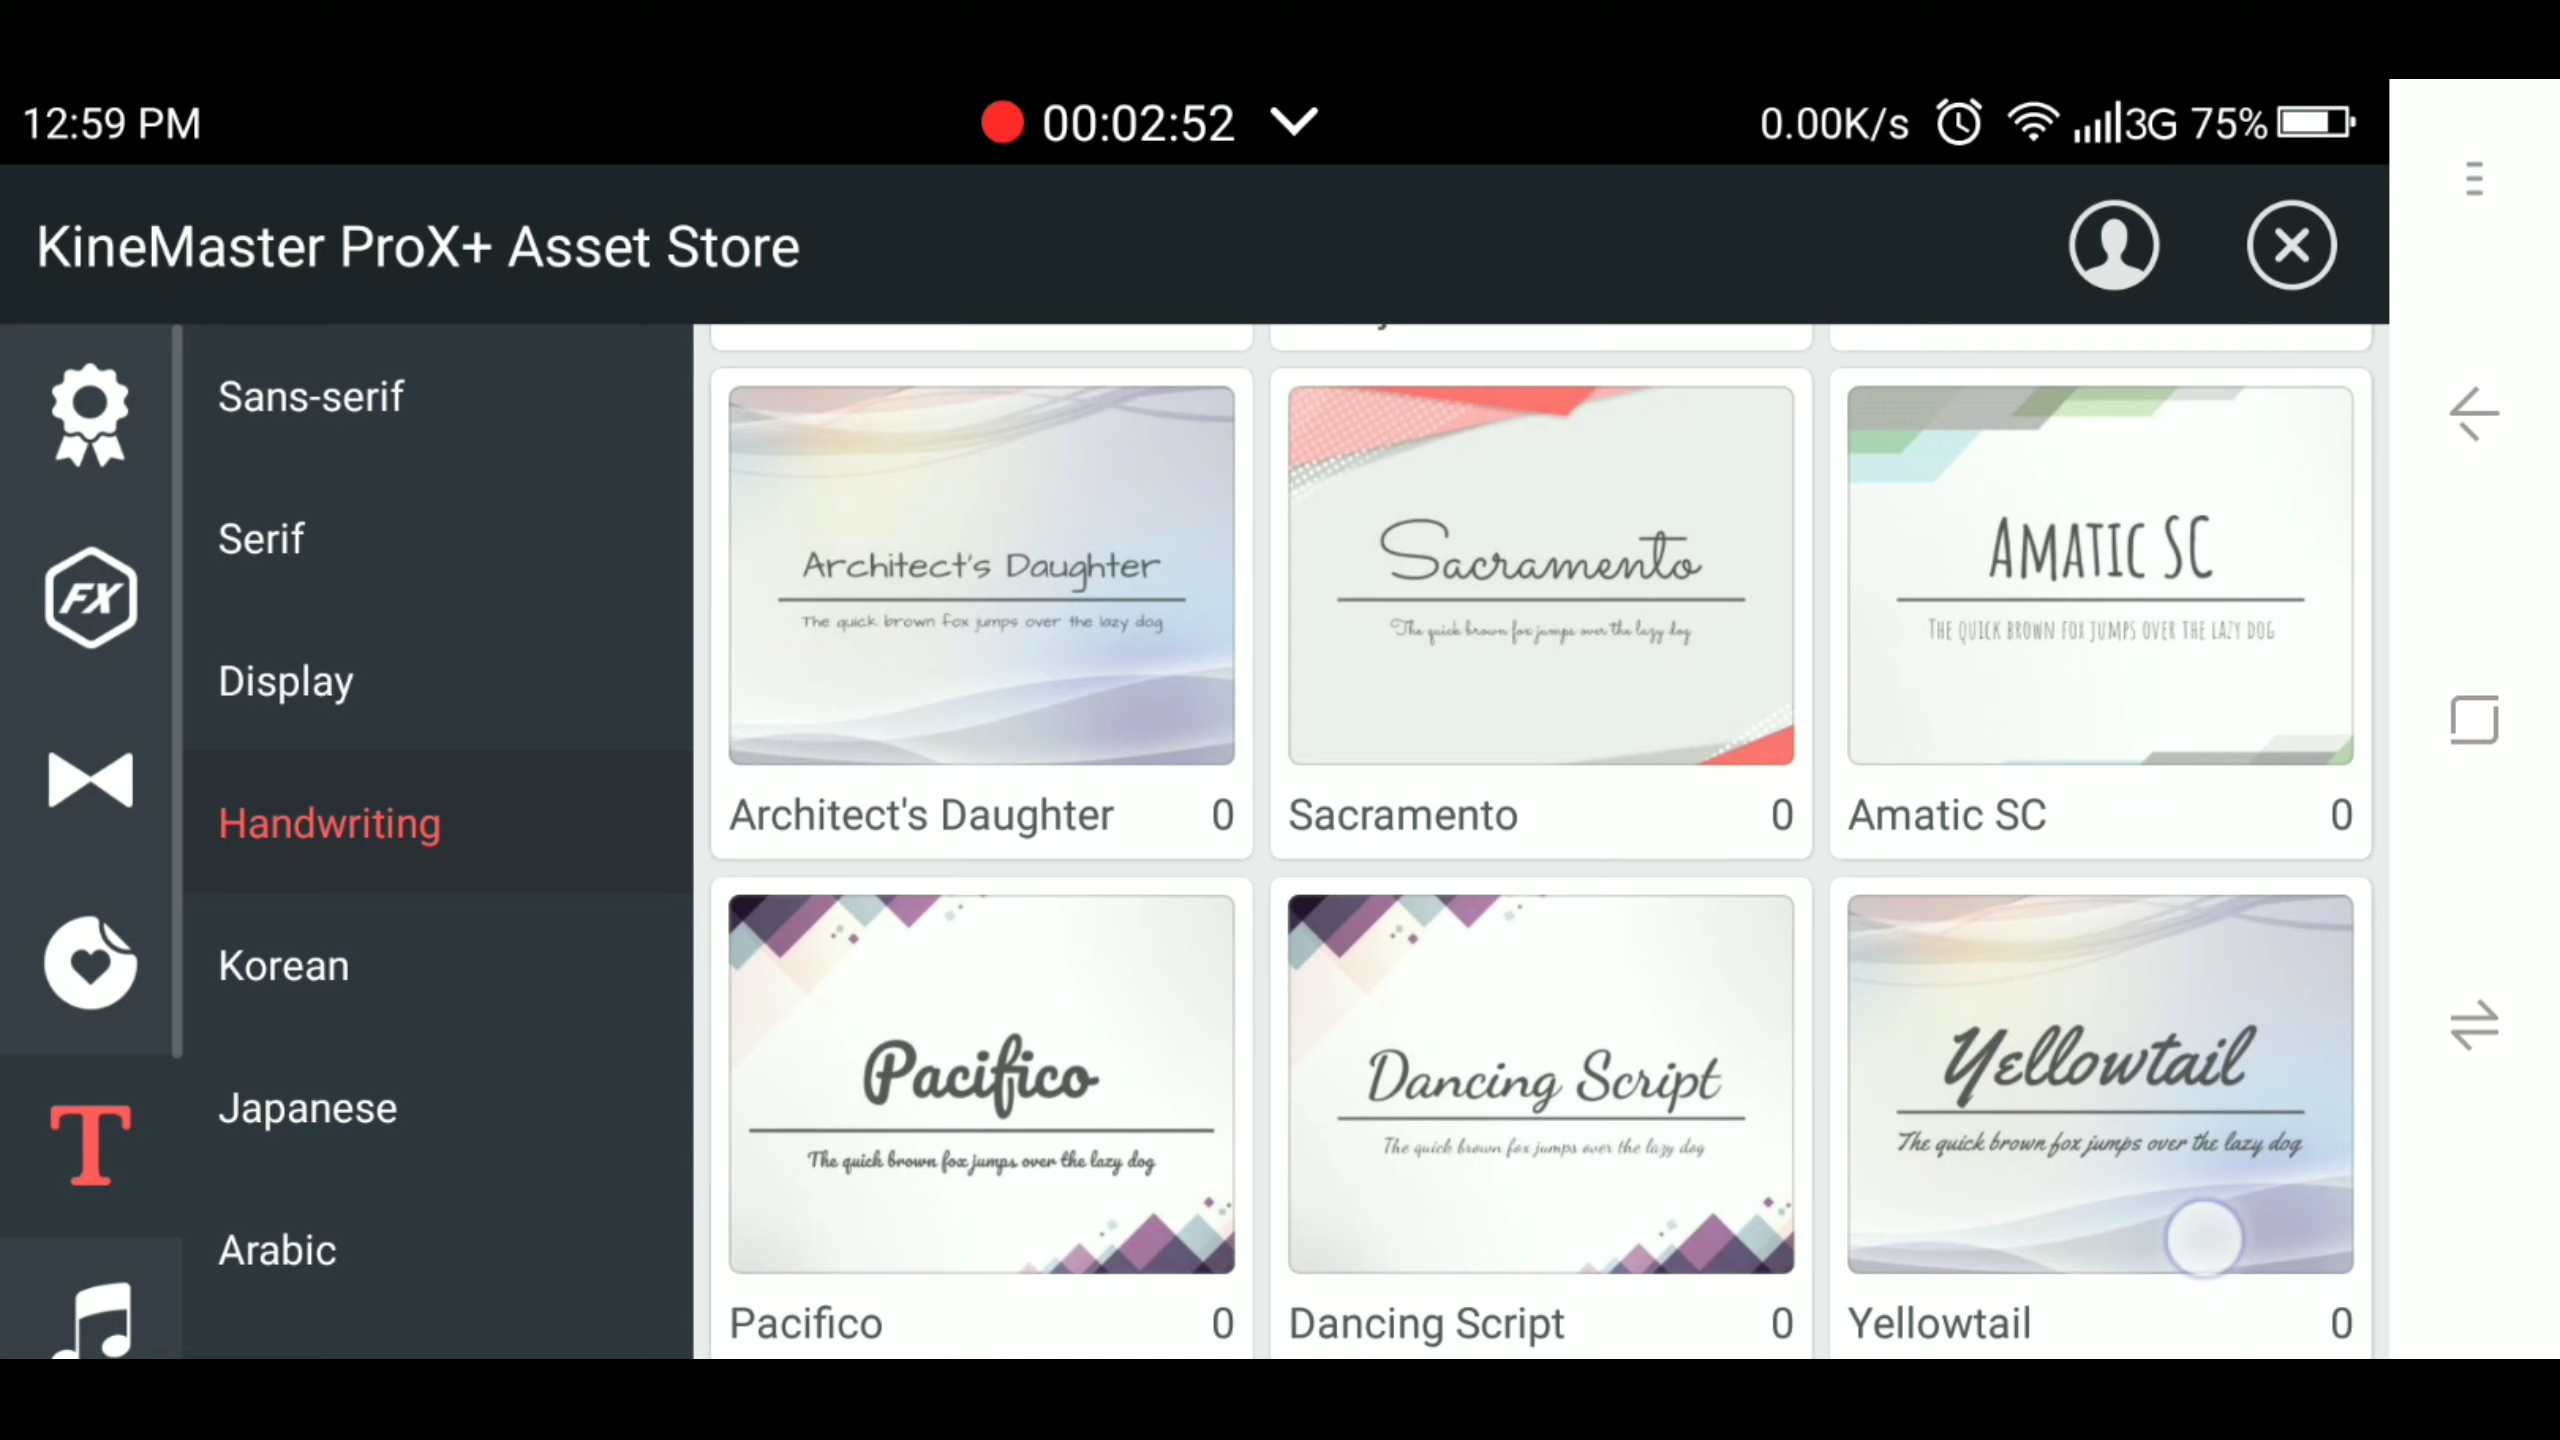 12:59 PM
00:02:52
0.00K/s 3G 75%
KineMaster ProX+ Asset Store
FX
T
Sans-serif
Serif
Display
Handwriting
Korean
Japanese
Arabic
Architect's Daughter
The quick brown fox jumps over the lazy dog
Architect's Daughter 0
Sacramento
The quick brown fox jumps over the lazy dog
Sacramento 0
AMATIC SC
THE QUICK BROWN FOX JUMPS OVER THE LAZY DOG
Amatic SC 0
Pacifico
The quick brown fox jumps over the lazy dog
Pacifico 0
Dancing Script
The quick brown fox jumps over the lazy dog
Dancing Script 0
Yellowtail
The quick brown fox jumps over the lazy dog
Yellowtail 0